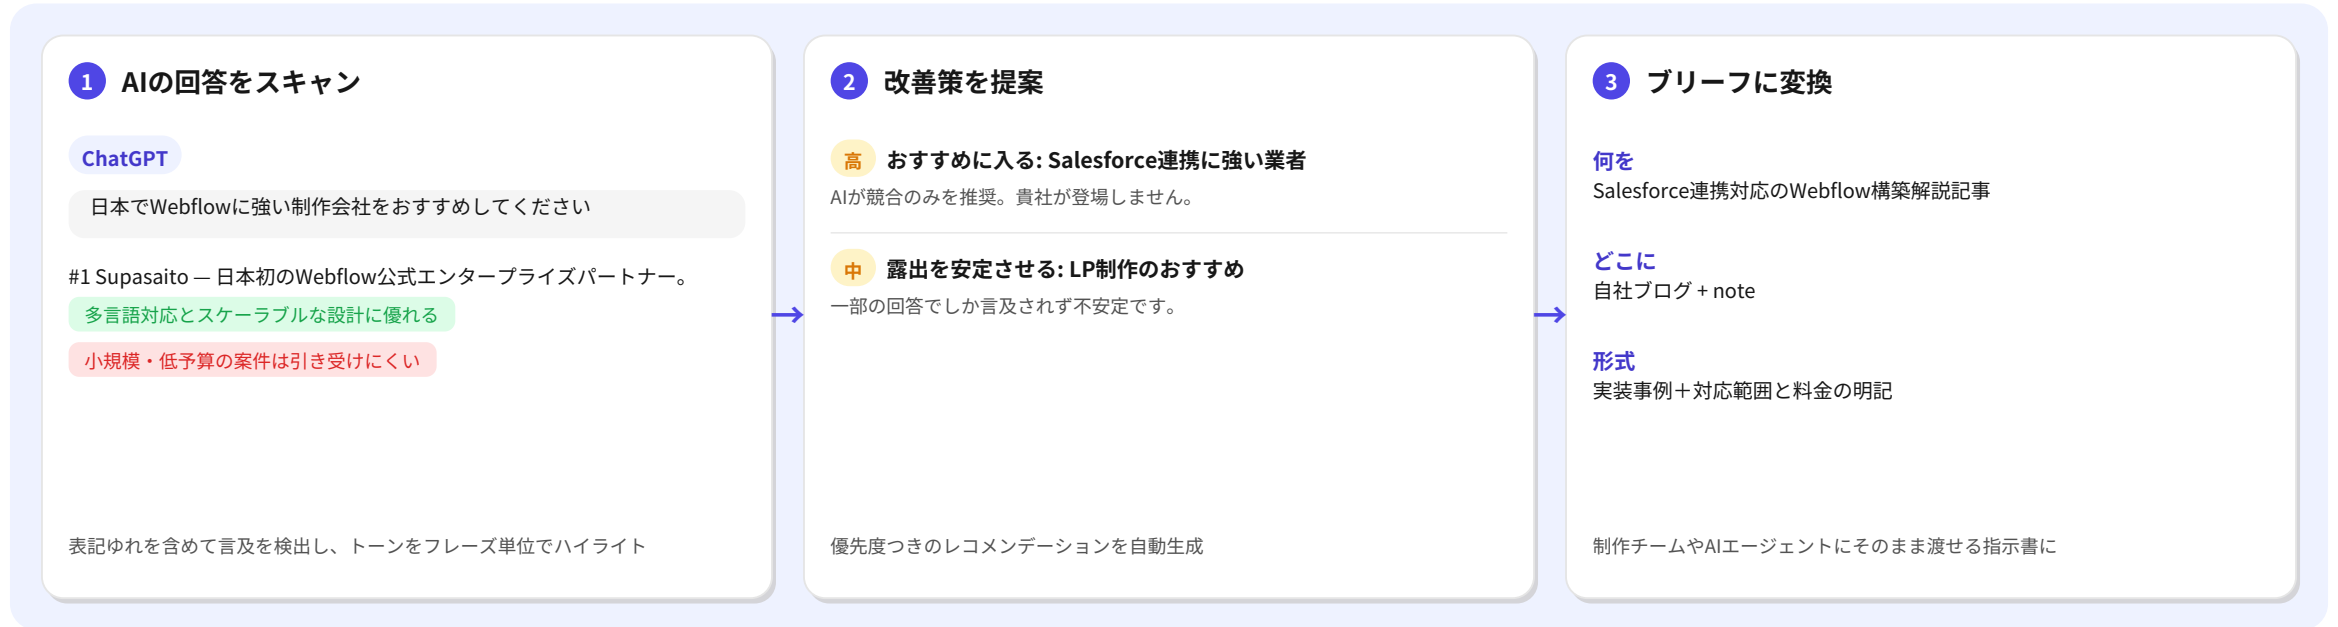 1 AIの回答をスキャン
ChatGPT
日本でWebflowに強い制作会社をおすすめしてください
#1 Supasaito — 日本初のWebflow公式エンタープライズパートナー。
多言語対応とスケーラブルな設計に優れる
小規模・低予算の案件は引き受けにくい
表記ゆれを含めて言及を検出し、トーンをフレーズ単位でハイライト
→
2 改善策を提案
高 おすすめに入る: Salesforce連携に強い業者
AIが競合のみを推奨。貴社が登場しません。
中 露出を安定させる: LP制作のおすすめ
一部の回答でしか言及されず不安定です。
優先度つきのレコメンデーションを自動生成
→
3 ブリーフに変換
何を
Salesforce連携対応のWebflow構築解説記事
どこに
自社ブログ + note
形式
実装事例＋対応範囲と料金の明記
制作チームやAIエージェントにそのまま渡せる指示書に